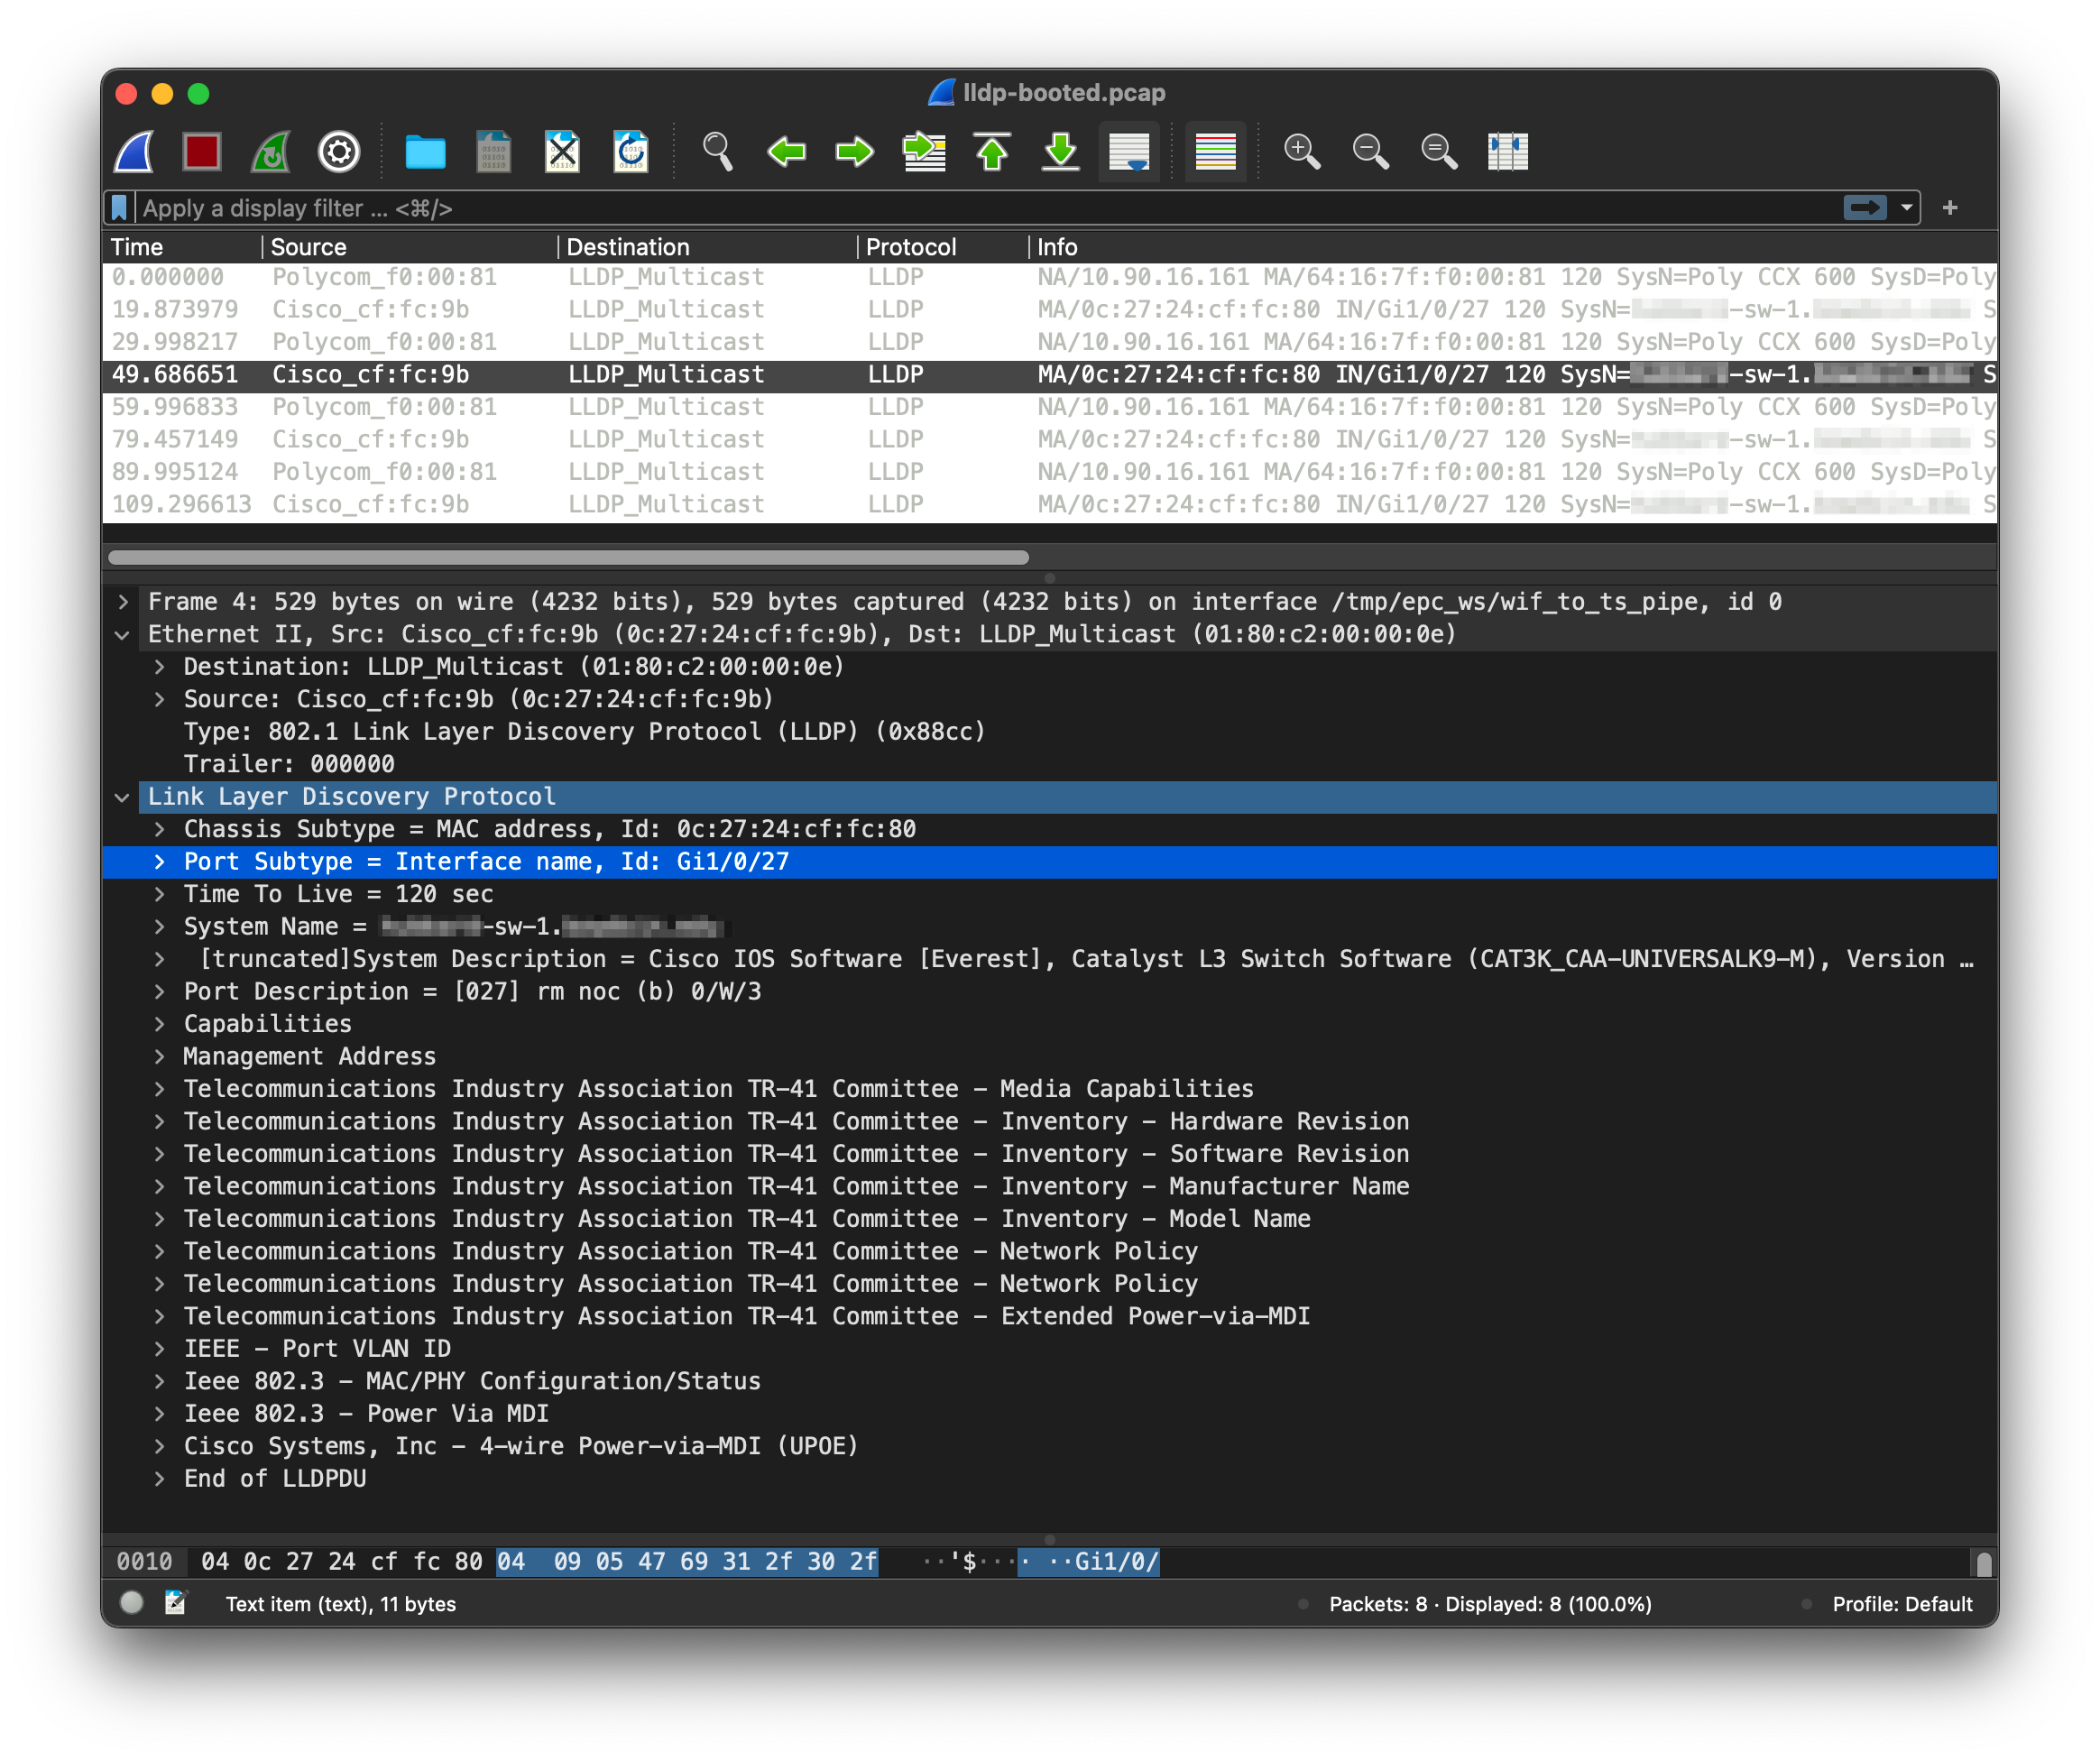 lldp-booted.pcap
Apply a display filter ... <⌘/>
Time Source Destination Protocol Info
0.000000 Polycom_f0:00:81 LLDP_Multicast LLDP NA/10.90.16.161 MA/64:16:7f:f0:00:81 120 SysN=Poly CCX 600 SysD=Poly
19.873979 Cisco_cf:fc:9b LLDP_Multicast LLDP MA/0c:27:24:cf:fc:80 IN/Gi1/0/27 120 SysN= -sw-1. S
29.998217 Polycom_f0:00:81 LLDP_Multicast LLDP NA/10.90.16.161 MA/64:16:7f:f0:00:81 120 SysN=Poly CCX 600 SysD=Poly
49.686651 Cisco_cf:fc:9b LLDP_Multicast LLDP MA/0c:27:24:cf:fc:80 IN/Gi1/0/27 120 SysN= -sw-1. S
59.996833 Polycom_f0:00:81 LLDP_Multicast LLDP NA/10.90.16.161 MA/64:16:7f:f0:00:81 120 SysN=Poly CCX 600 SysD=Poly
79.457149 Cisco_cf:fc:9b LLDP_Multicast LLDP MA/0c:27:24:cf:fc:80 IN/Gi1/0/27 120 SysN= -sw-1. S
89.995124 Polycom_f0:00:81 LLDP_Multicast LLDP NA/10.90.16.161 MA/64:16:7f:f0:00:81 120 SysN=Poly CCX 600 SysD=Poly
109.296613 Cisco_cf:fc:9b LLDP_Multicast LLDP MA/0c:27:24:cf:fc:80 IN/Gi1/0/27 120 SysN= -sw-1. S
Frame 4: 529 bytes on wire (4232 bits), 529 bytes captured (4232 bits) on interface /tmp/epc_ws/wif_to_ts_pipe, id 0
Ethernet II, Src: Cisco_cf:fc:9b (0c:27:24:cf:fc:9b), Dst: LLDP_Multicast (01:80:c2:00:00:0e)
Destination: LLDP_Multicast (01:80:c2:00:00:0e)
Source: Cisco_cf:fc:9b (0c:27:24:cf:fc:9b)
Type: 802.1 Link Layer Discovery Protocol (LLDP) (0x88cc)
Trailer: 000000
Link Layer Discovery Protocol
Chassis Subtype = MAC address, Id: 0c:27:24:cf:fc:80
Port Subtype = Interface name, Id: Gi1/0/27
Time To Live = 120 sec
System Name = -sw-1.
[truncated]System Description = Cisco IOS Software [Everest], Catalyst L3 Switch Software (CAT3K_CAA-UNIVERSALK9-M), Version …
Port Description = [027] rm noc (b) 0/W/3
Capabilities
Management Address
Telecommunications Industry Association TR-41 Committee - Media Capabilities
Telecommunications Industry Association TR-41 Committee - Inventory - Hardware Revision
Telecommunications Industry Association TR-41 Committee - Inventory - Software Revision
Telecommunications Industry Association TR-41 Committee - Inventory - Manufacturer Name
Telecommunications Industry Association TR-41 Committee - Inventory - Model Name
Telecommunications Industry Association TR-41 Committee - Network Policy
Telecommunications Industry Association TR-41 Committee - Network Policy
Telecommunications Industry Association TR-41 Committee - Extended Power-via-MDI
IEEE - Port VLAN ID
Ieee 802.3 - MAC/PHY Configuration/Status
Ieee 802.3 - Power Via MDI
Cisco Systems, Inc - 4-wire Power-via-MDI (UPOE)
End of LLDPDU
0010 04 0c 27 24 cf fc 80 04 09 05 47 69 31 2f 30 2f ··'$···· ··Gi1/0/
Text item (text), 11 bytes Packets: 8 · Displayed: 8 (100.0%) Profile: Default